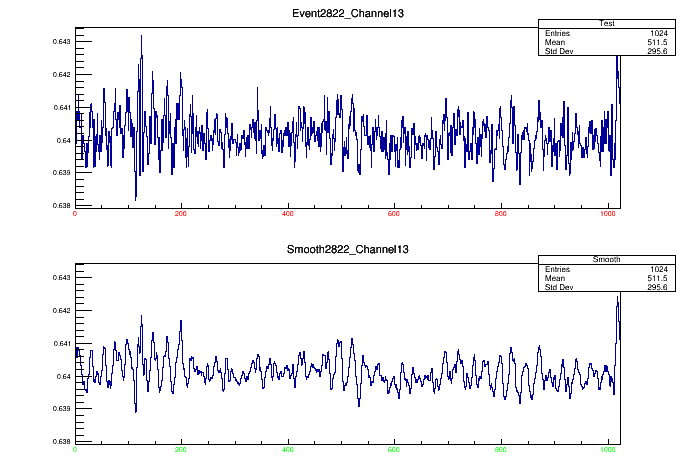 Event2822_Channel13
Test
Entries 1024
Mean 511.5
Std Dev 295.6
0.643
0.642
0.641
0.64
0.639
0.638
0 200 400 600 800 1000
Smooth2822_Channel13
Smooth
Entries 1024
Mean 511.5
Std Dev 295.6
0.643
0.642
0.641
0.64
0.639
0.638
0 200 400 600 800 1000